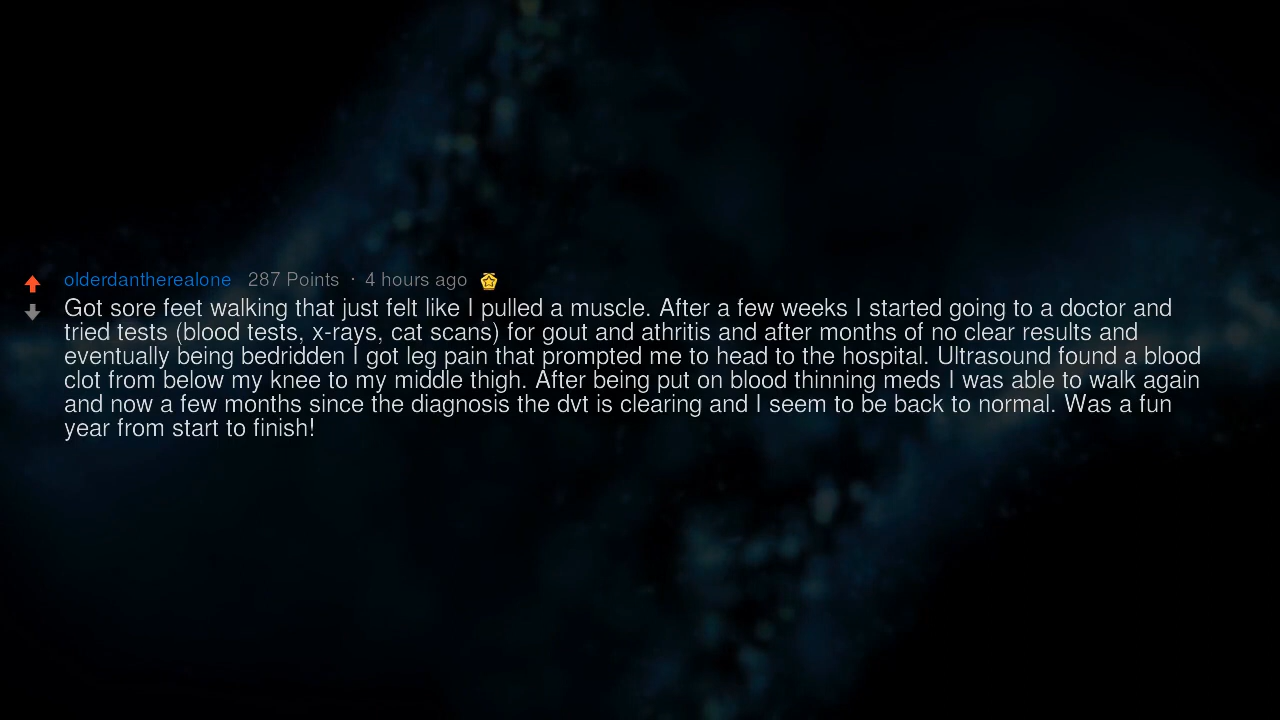 olderdantherealone 287 Points · 4 hours ago
Got sore feet walking that just felt like I pulled a muscle. After a few weeks I started going to a doctor and
tried tests (blood tests, x-rays, cat scans) for gout and athritis and after months of no clear results and
eventually being bedridden I got leg pain that prompted me to head to the hospital. Ultrasound found a blood
clot from below my knee to my middle thigh. After being put on blood thinning meds I was able to walk again
and now a few months since the diagnosis the dvt is clearing and I seem to be back to normal. Was a fun
year from start to finish!